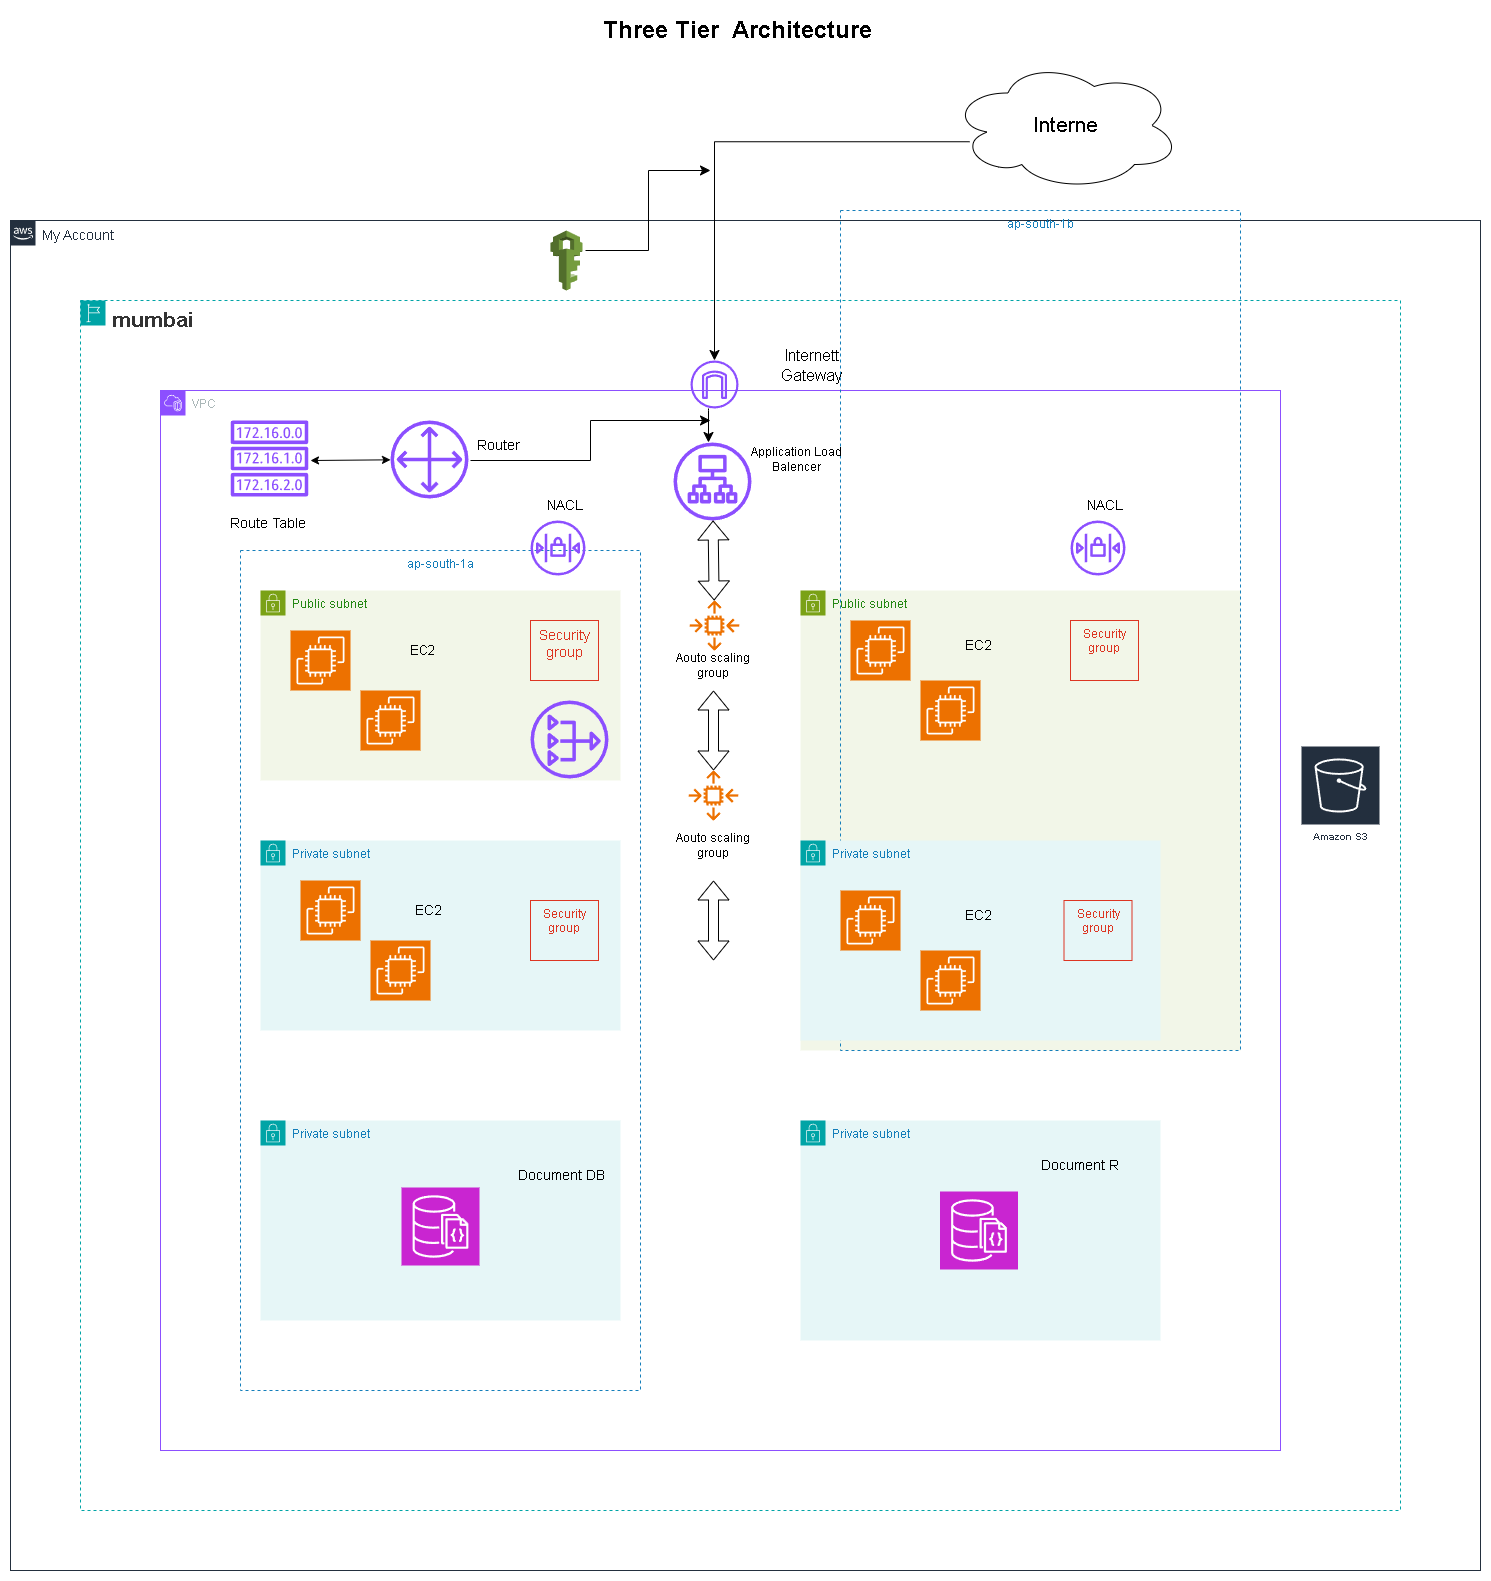 Three Tier  Architecture
Interne
aws
My Account
ap-south-1b
mumbai
Internett
Gateway
VPC
172.16.0.0
172.16.1.0
172.16.2.0
Router
Application Load
Balencer
Route Table
NACL
NACL
ap-south-1a
Public subnet
EC2
Security
group
Aouto scaling
group
Public subnet
EC2
Security
group
Amazon S3
Private subnet
EC2
Security
group
Aouto scaling
group
Private subnet
EC2
Security
group
Private subnet
Document DB
Private subnet
Document R